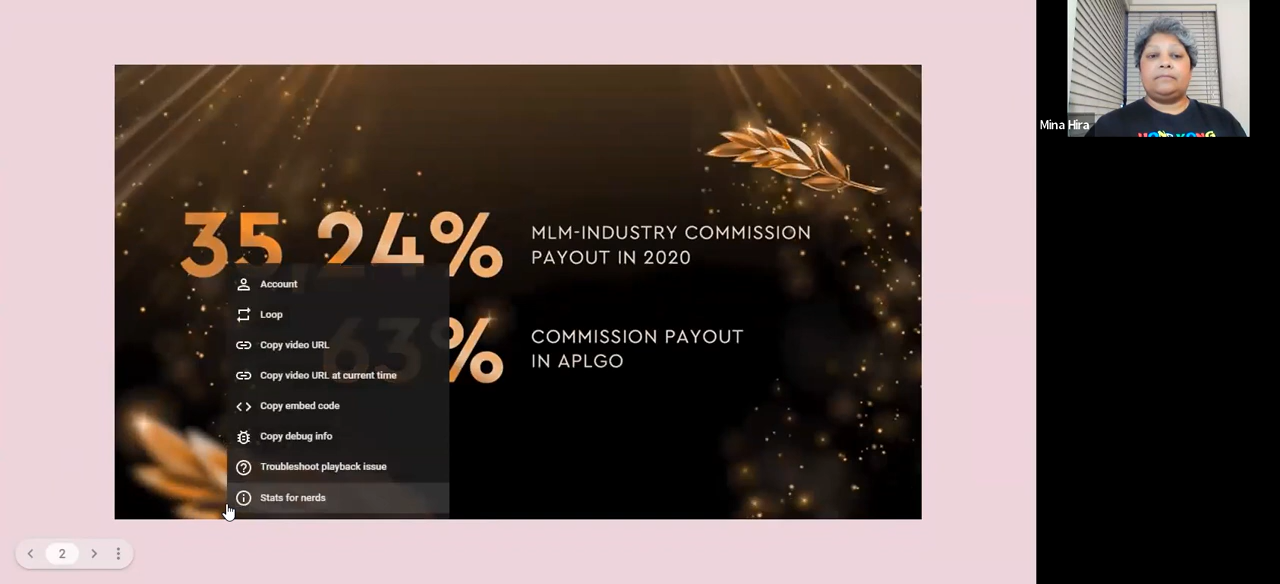 35,24%
MLM-INDUSTRY COMMISSION
PAYOUT IN 2020
63%
COMMISSION PAYOUT
IN APLGO
Account
Loop
Copy video URL
Copy video URL at current time
Copy embed code
Copy debug info
Troubleshoot playback issue
Stats for nerds
2
Mina Hira